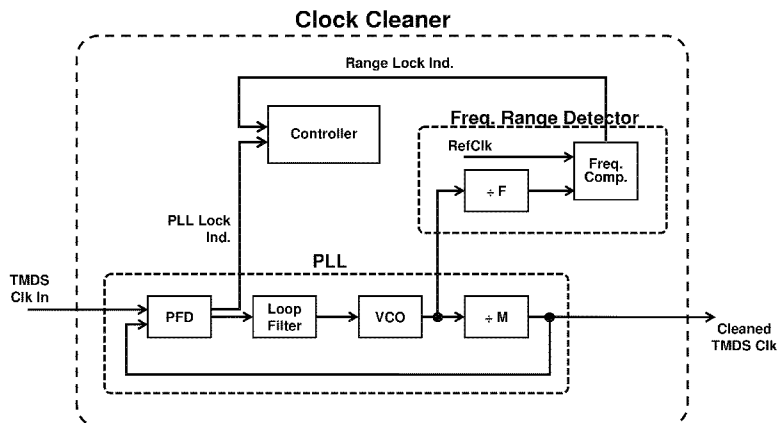 Clock Cleaner
Range Lock Ind.
Controller
Freq. Range Detector
RefClk
Freq.
Comp.
÷ F
PLL Lock
Ind.
PLL
TMDS
Clk In
PFD
Loop
Filter
VCO
÷ M
Cleaned
TMDS Clk